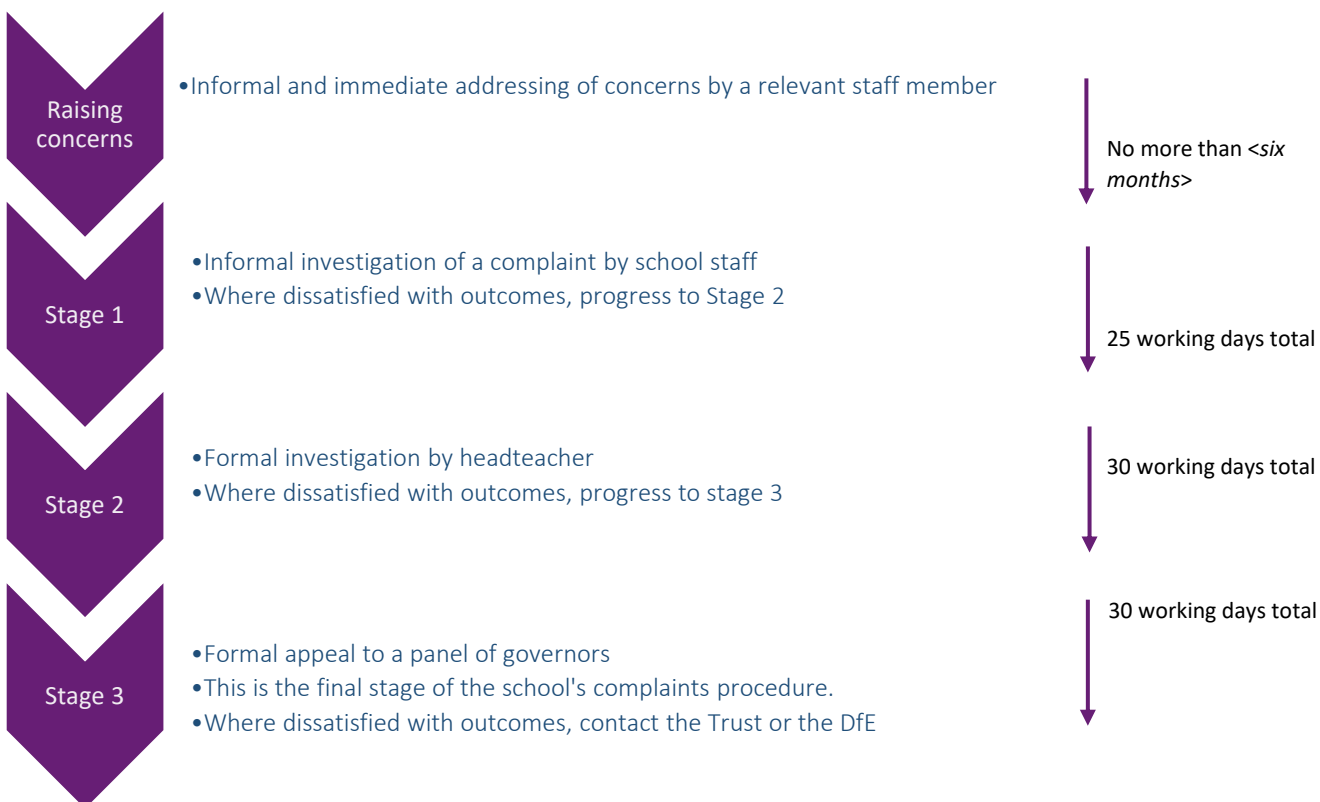 Raising
concerns
•Informal and immediate addressing of concerns by a relevant staff member
No more than <six
months>
Stage 1
•Informal investigation of a complaint by school staff
•Where dissatisfied with outcomes, progress to Stage 2
25 working days total
Stage 2
•Formal investigation by headteacher
•Where dissatisfied with outcomes, progress to stage 3
30 working days total
Stage 3
•Formal appeal to a panel of governors
•This is the final stage of the school's complaints procedure.
•Where dissatisfied with outcomes, contact the Trust or the DfE
30 working days total